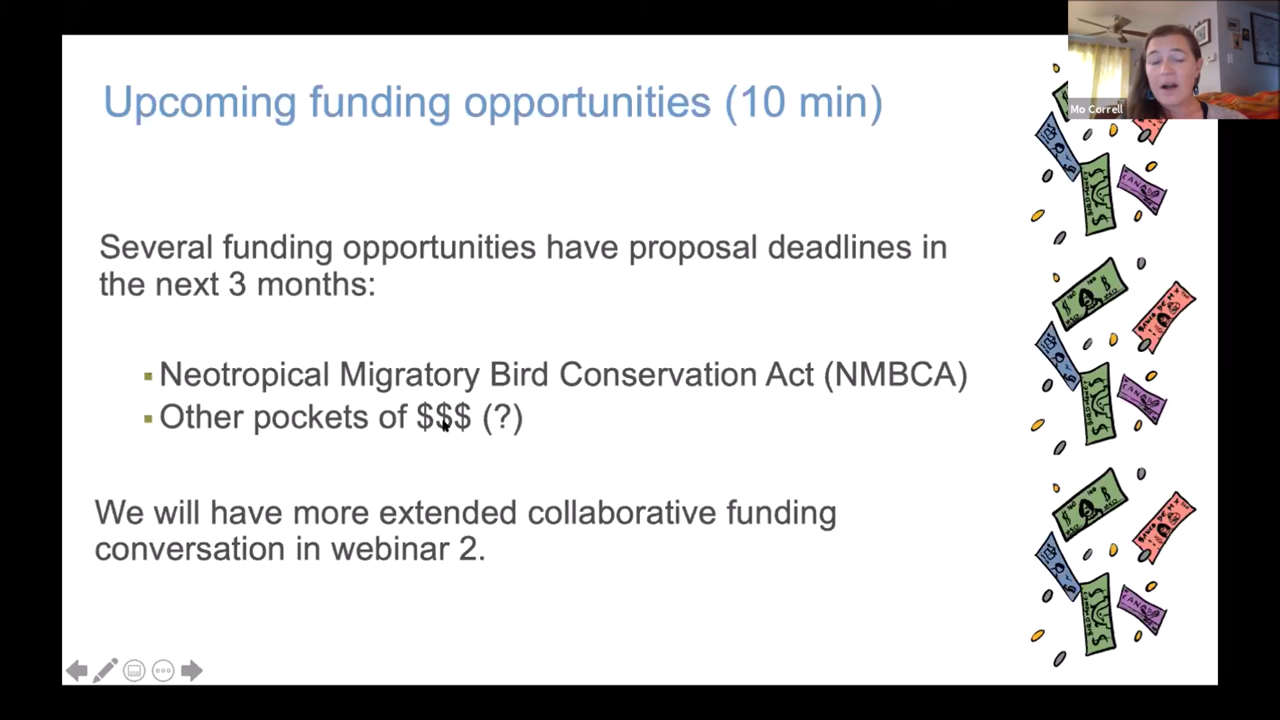 Upcoming funding opportunities (10 min)
Mo Correll
Several funding opportunities have proposal deadlines in
the next 3 months:
▪Neotropical Migratory Bird Conservation Act (NMBCA)
▪Other pockets of $$$ (?)
We will have more extended collaborative funding
conversation in webinar 2.